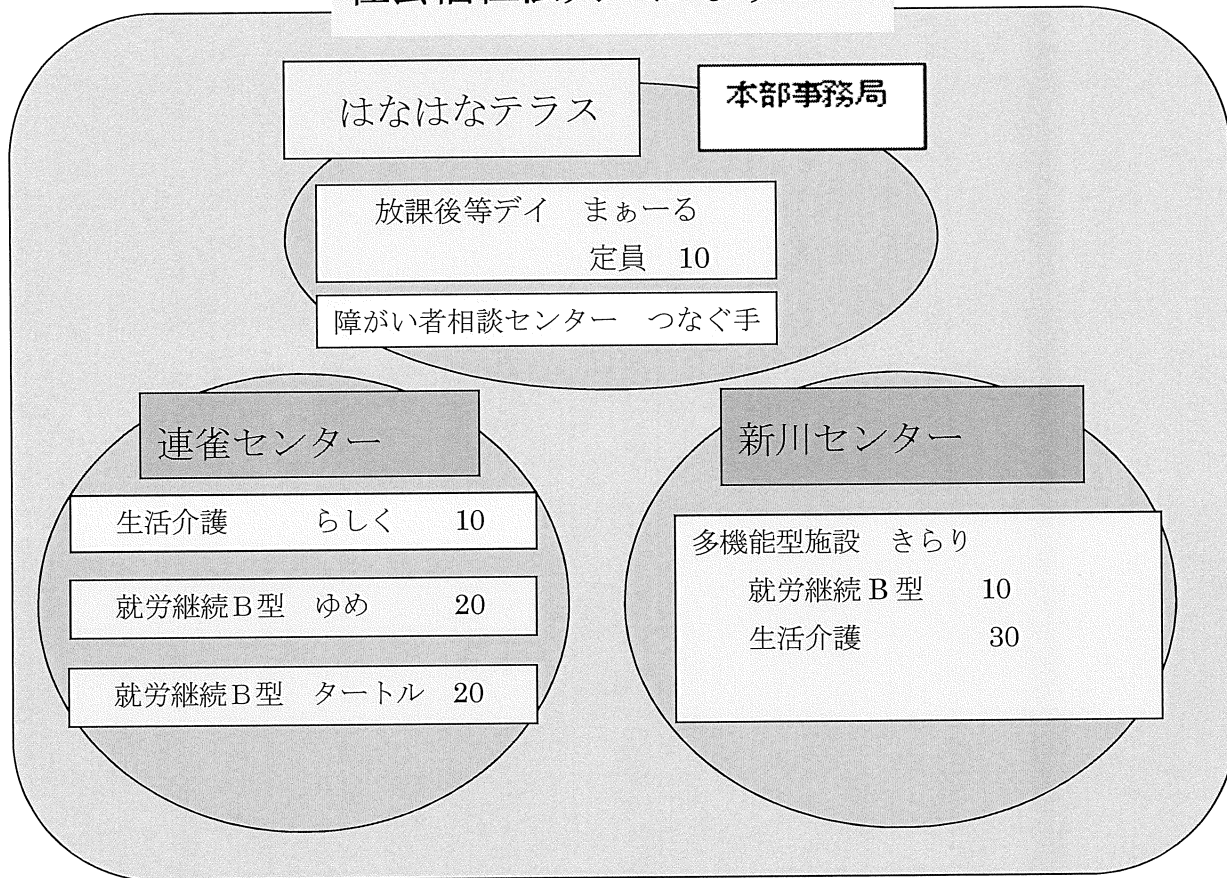 はなはなテラス
本部事務局
放課後等デイ まぁーる
定員 10
障がい者相談センター つなぐ手
連雀センター
生活介護 らしく 10
就労継続B型 ゆめ 20
就労継続B型 タートル 20
新川センター
多機能型施設 きらり
就労継続B型 10
生活介護 30